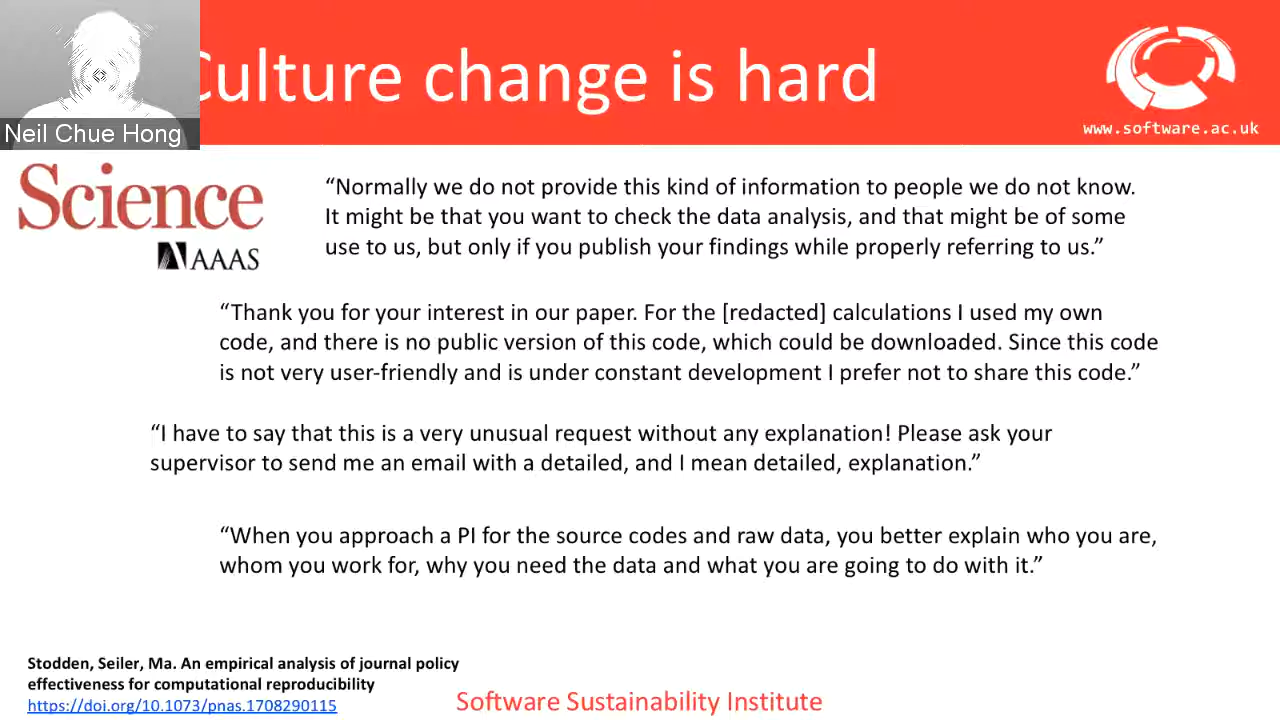 Culture change is hard
www.software.ac.uk
Neil Chue Hong
Science
AAAS
“Normally we do not provide this kind of information to people we do not know.
It might be that you want to check the data analysis, and that might be of some
use to us, but only if you publish your findings while properly referring to us.”
“Thank you for your interest in our paper. For the [redacted] calculations I used my own
code, and there is no public version of this code, which could be downloaded. Since this code
is not very user-friendly and is under constant development I prefer not to share this code.”
“I have to say that this is a very unusual request without any explanation! Please ask your
supervisor to send me an email with a detailed, and I mean detailed, explanation.”
“When you approach a PI for the source codes and raw data, you better explain who you are,
whom you work for, why you need the data and what you are going to do with it.”
Stodden, Seiler, Ma. An empirical analysis of journal policy
effectiveness for computational reproducibility
https://doi.org/10.1073/pnas.1708290115
Software Sustainability Institute